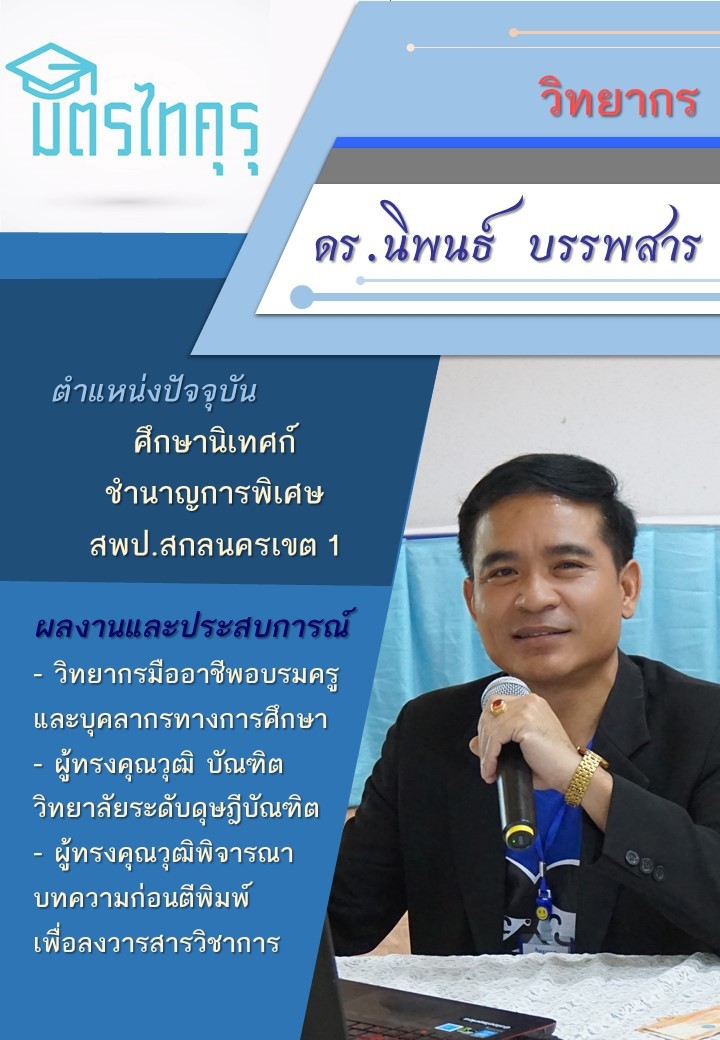 มิตรไทคุรุ
วิทยากร
ดร.นิพนธ์ บรรพสาร
ตำแหน่งปัจจุบัน
ศึกษานิเทศก์
ชำนาญการพิเศษ
สพป.สกลนครเขต 1
ผลงานและประสบการณ์
- วิทยากรมืออาชีพอบรมครู
และบุคลากรทางการศึกษา
- ผู้ทรงคุณวุฒิ บัณฑิต
วิทยาลัยระดับดุษฎีบัณฑิต
- ผู้ทรงคุณวุฒิพิจารณา
บทความก่อนตีพิมพ์
เพื่อลงวารสารวิชาการ